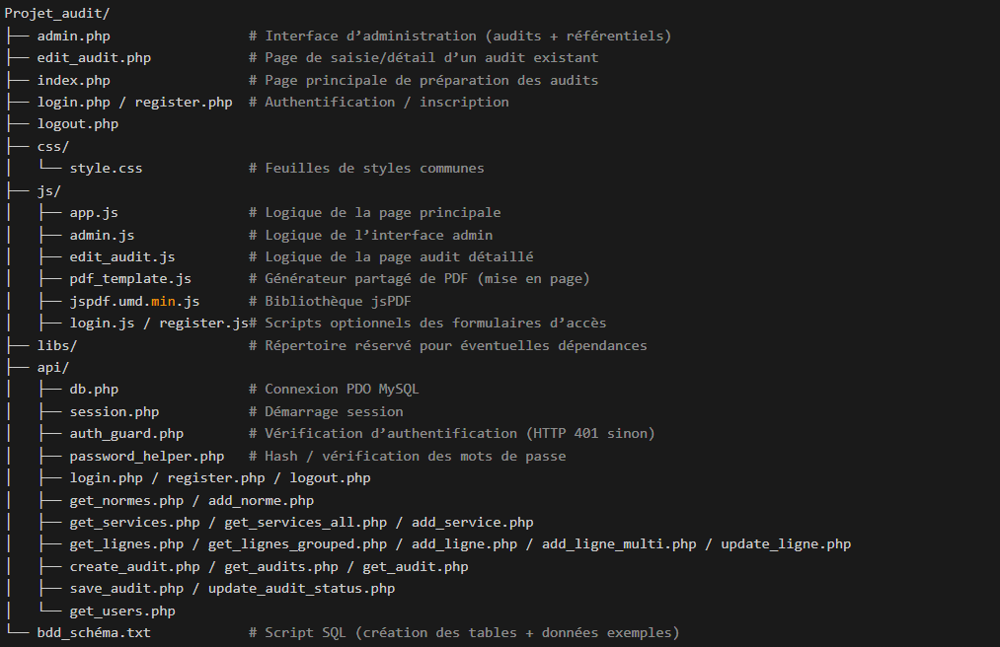 Projet_audit/
├── admin.php                 # Interface d’administration (audits + référentiels)
├── edit_audit.php            # Page de saisie/détail d’un audit existant
├── index.php                 # Page principale de préparation des audits
├── login.php / register.php  # Authentification / inscription
├── logout.php
├── css/
│   └── style.css             # Feuilles de styles communes
├── js/
│   ├── app.js                # Logique de la page principale
│   ├── admin.js              # Logique de l’interface admin
│   ├── edit_audit.js         # Logique de la page audit détaillé
│   ├── pdf_template.js       # Générateur partagé de PDF (mise en page)
│   ├── jspdf.umd.min.js      # Bibliothèque jsPDF
│   ├── login.js / register.js# Scripts optionnels des formulaires d’accès
├── libs/                     # Répertoire réservé pour éventuelles dépendances
├── api/
│   ├── db.php                # Connexion PDO MySQL
│   ├── session.php           # Démarrage session
│   ├── auth_guard.php        # Vérification d’authentification (HTTP 401 sinon)
│   ├── password_helper.php   # Hash / vérification des mots de passe
│   ├── login.php / register.php / logout.php
│   ├── get_normes.php / add_norme.php
│   ├── get_services.php / get_services_all.php / add_service.php
│   ├── get_lignes.php / get_lignes_grouped.php / add_ligne.php / add_ligne_multi.php / update_ligne.php
│   ├── create_audit.php / get_audits.php / get_audit.php
│   ├── save_audit.php / update_audit_status.php
│   └── get_users.php
└── bdd_schéma.txt            # Script SQL (création des tables + données exemples)